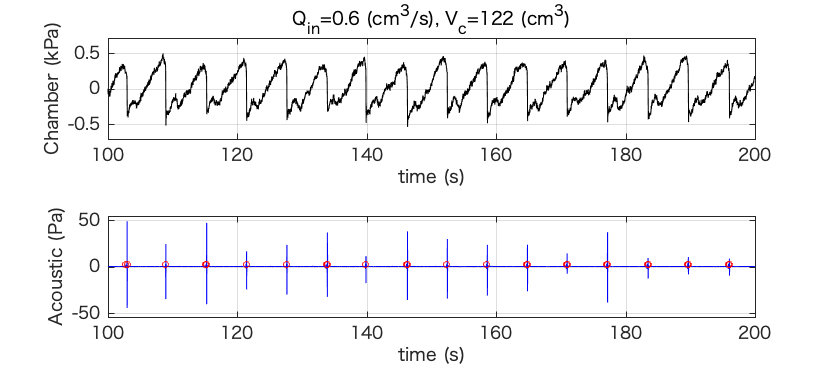 Q_in=0.6 (cm^3/s), V_c=122 (cm^3)
Chamber (kPa)
0.5
0
-0.5
100 120 140 160 180 200
time (s)
Acoustic (Pa)
50
0
-50
100 120 140 160 180 200
time (s)